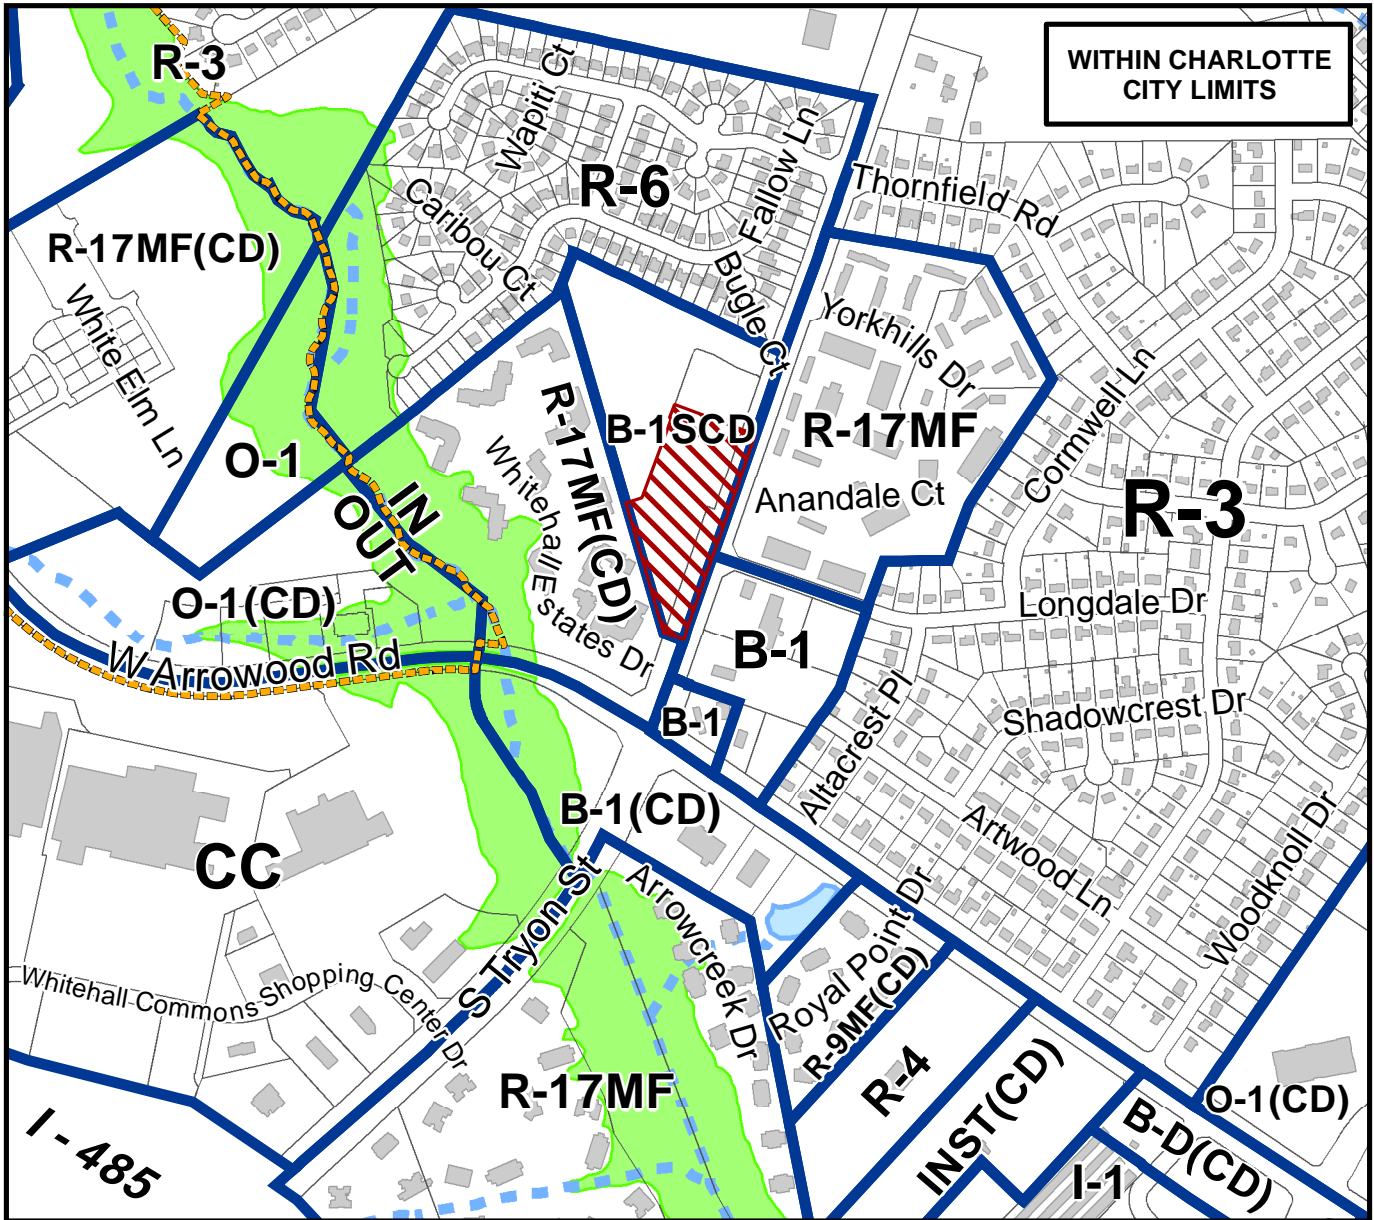 WITHIN CHARLOTTE
CITY LIMITS
R-3
Wapiti Ct
R-6
Fallow Ln
Thornfield Rd
Caribou Ct
R-17MF(CD)
White Elm Ln
Bugle Ct
Yorkhills Dr
R-17MF
Cornwell Ln
B-1SCD
R-17MF(CD)
Whitehall Estates Dr
O-1
IN
OUT
Anandale Ct
R-3
O-1(CD)
Longdale Dr
W Arrowood Rd
B-1
B-1
Altacrest Pl
Shadowcrest Dr
B-1(CD)
Artwood Ln
Woodknoll Dr
CC
S Tryon St
Arrowcreek Dr
Royal Point Dr
R-9MF(CD)
Whitehall Commons Shopping Center Dr
R-17MF
R-4
INST(CD)
O-1(CD)
B-D(CD)
I-1
I - 485